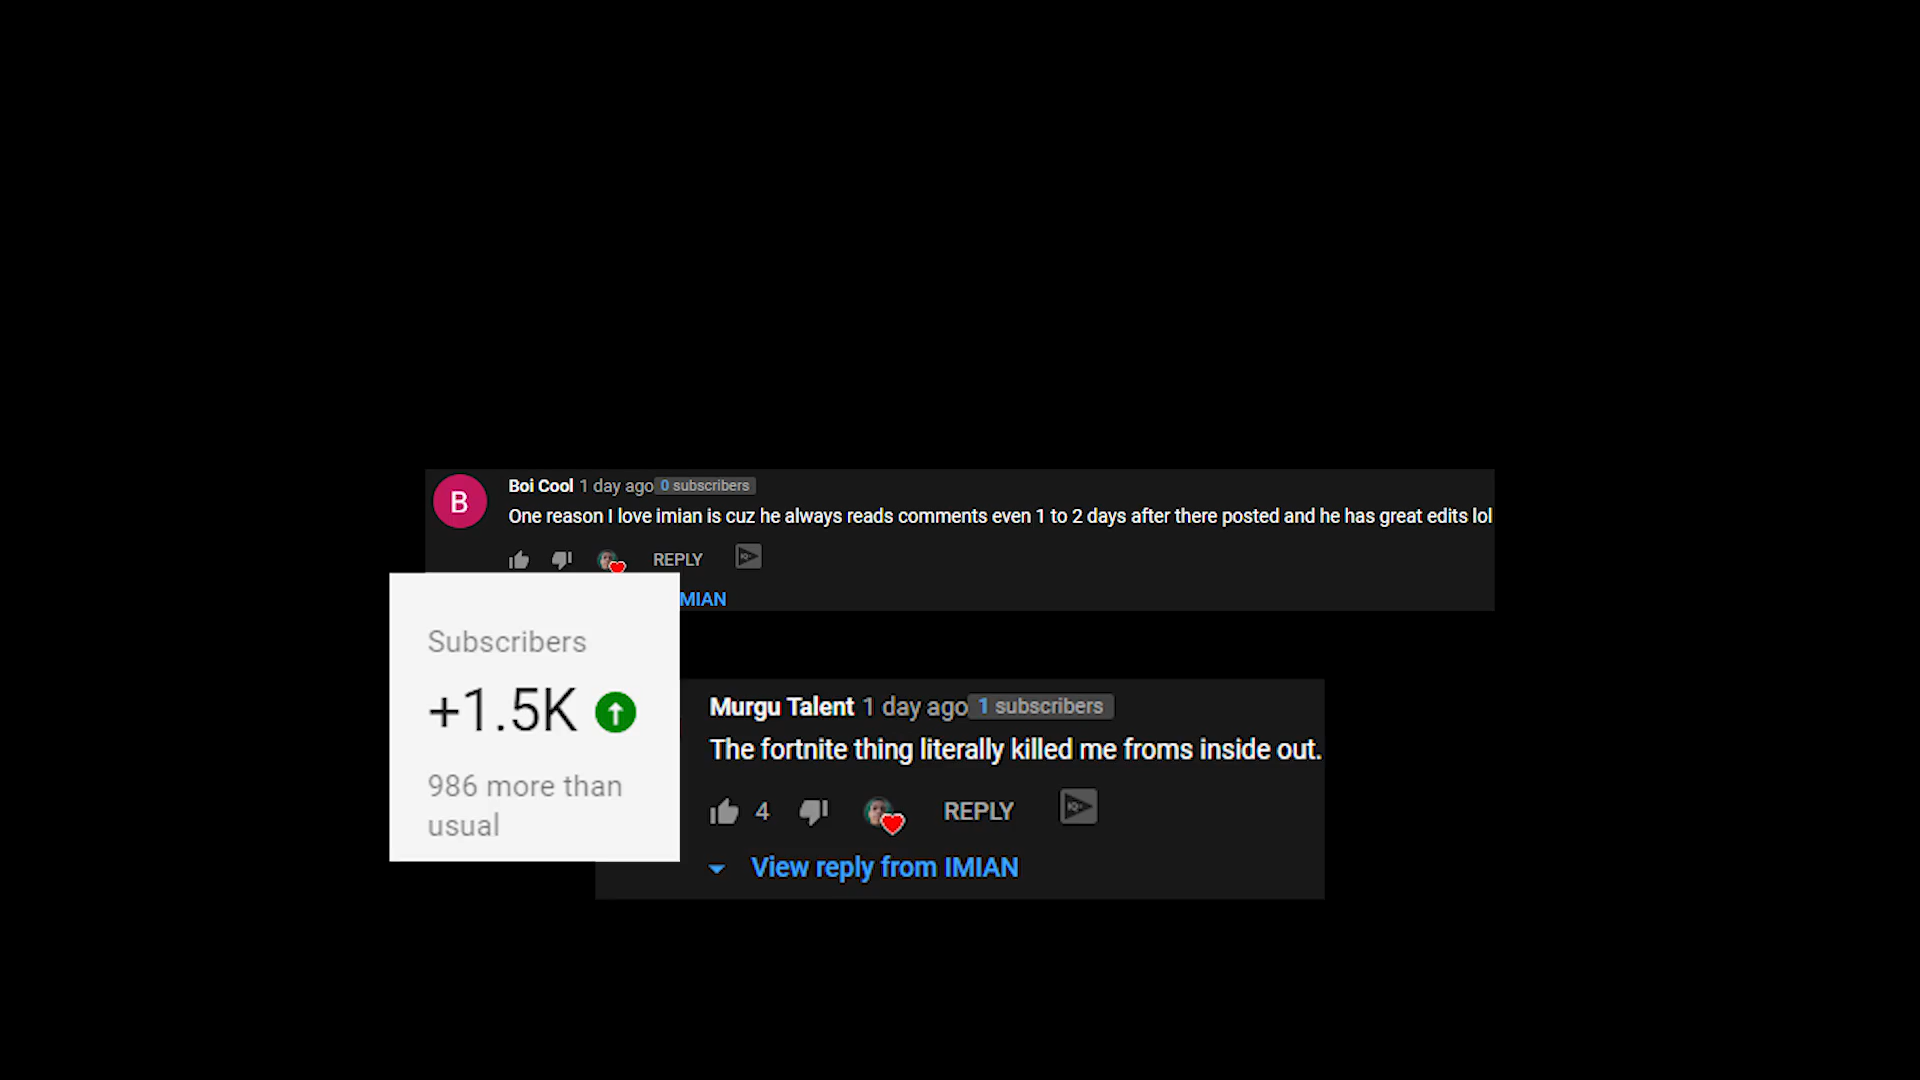 B
Boi Cool 1 day ago 0 subscribers
One reason I love imian is cuz he always reads comments even 1 to 2 days after there posted and he has great edits lol
REPLY
MIAN
Subscribers
+1.5K
986 more than
usual
Murgu Talent 1 day ago 1 subscribers
The fortnite thing literally killed me froms inside out.
4 REPLY
View reply from IMIAN